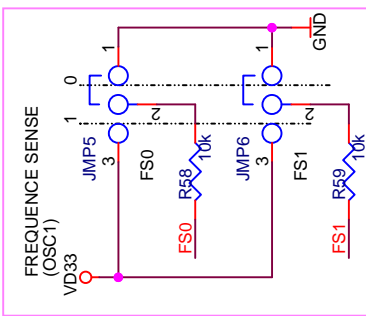 FREQUENCE SENSE
(OSC1)
VD33
0
1
1
2
3
JMP5
FS0
R58
10k
FS0
GND
1
2
3
JMP6
FS1
R59
10k
FS1